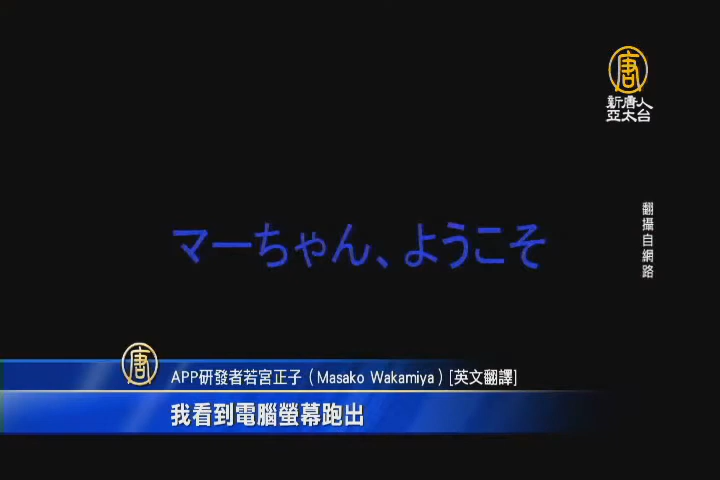 唐
新唐人
亞太台
翻攝自網路
マーちゃん、ようこそ
唐
APP研發者若宮正子（Masako Wakamiya）[英文翻譯]
我看到電腦螢幕跑出